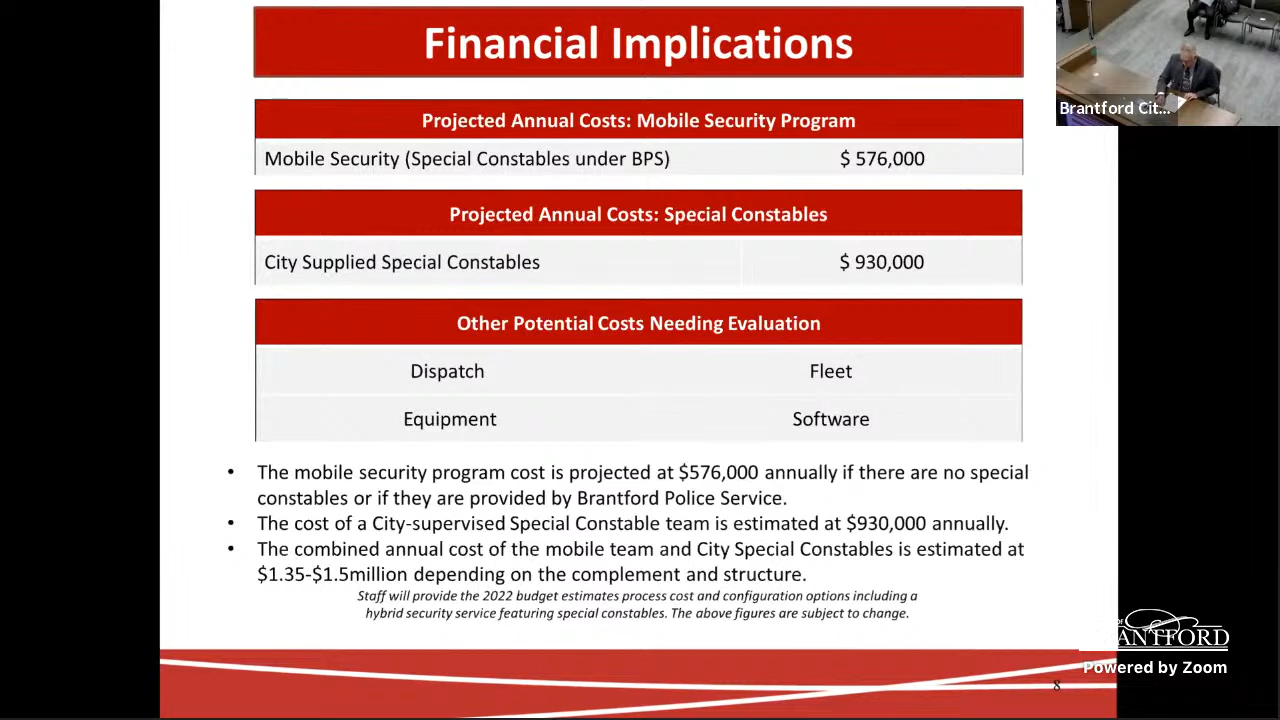 Financial Implications
Brantford Cit...
Projected Annual Costs: Mobile Security Program
Mobile Security (Special Constables under BPS) $ 576,000
Projected Annual Costs: Special Constables
City Supplied Special Constables $ 930,000
Other Potential Costs Needing Evaluation
Dispatch Fleet
Equipment Software
• The mobile security program cost is projected at $576,000 annually if there are no special
constables or if they are provided by Brantford Police Service.
• The cost of a City-supervised Special Constable team is estimated at $930,000 annually.
• The combined annual cost of the mobile team and City Special Constables is estimated at
$1.35-$1.5million depending on the complement and structure.
Staff will provide the 2022 budget estimates process cost and configuration options including a
hybrid security service featuring special constables. The above figures are subject to change.
BRANTFORD
Powered by Zoom
8